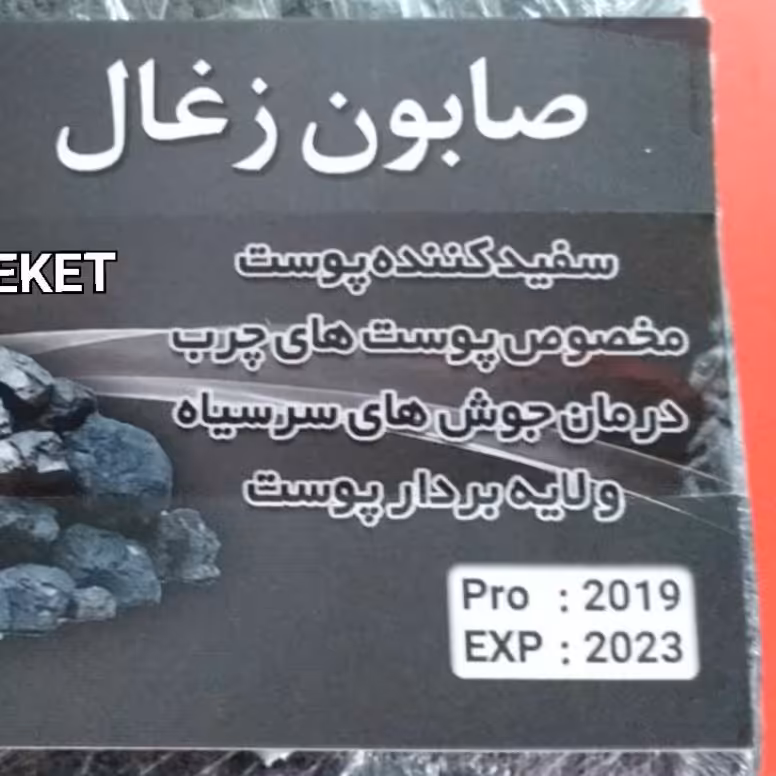 صابون زغال
سفیدکننده پوست
EKET
مخصوص پوست های چرب
درمان جوش های سرسیاه
ولایه بردار پوست
Pro : 2019
EXP : 2023